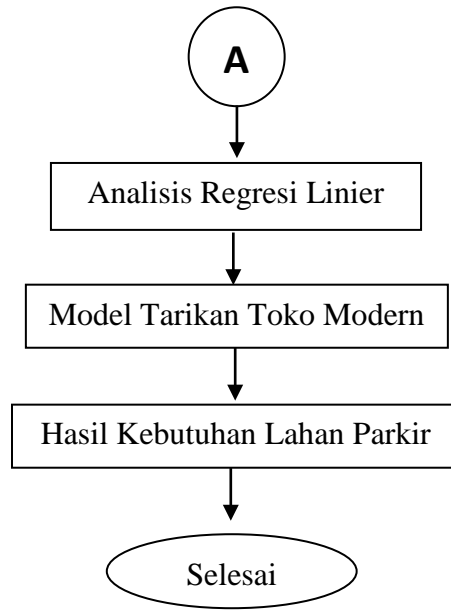 A
Analisis Regresi Linier
Model Tarikan Toko Modern
Hasil Kebutuhan Lahan Parkir
Selesai